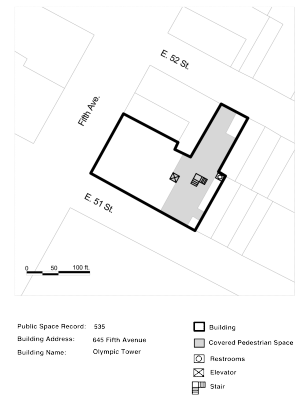 E. 52 St.
Fifth Ave.
E. 51 St.
0 50 100 ft.
Public Space Record: 535
Building Address: 645 Fifth Avenue
Building Name: Olympic Tower
Building
Covered Pedestrian Space
Restrooms
Elevator
Stair